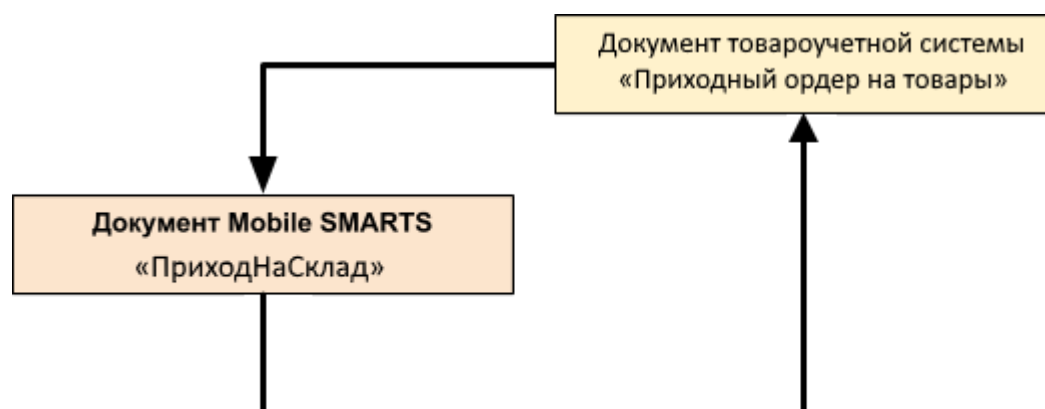 Документ товароучетной системы
«Приходный ордер на товары»
Документ Mobile SMARTS
«ПриходНаСклад»